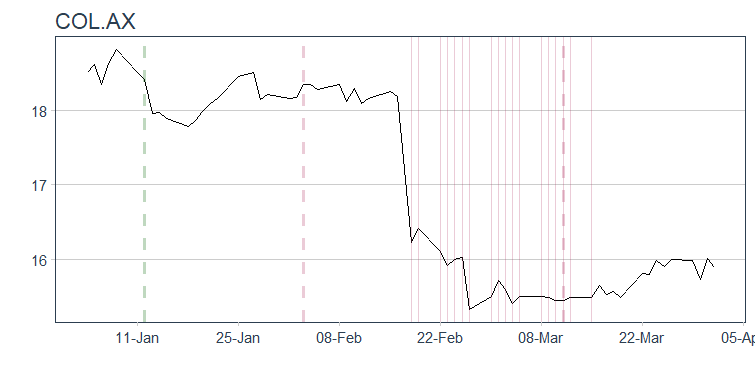 COL.AX
18
17
16
11-Jan
25-Jan
08-Feb
22-Feb
08-Mar
22-Mar
05-Ap